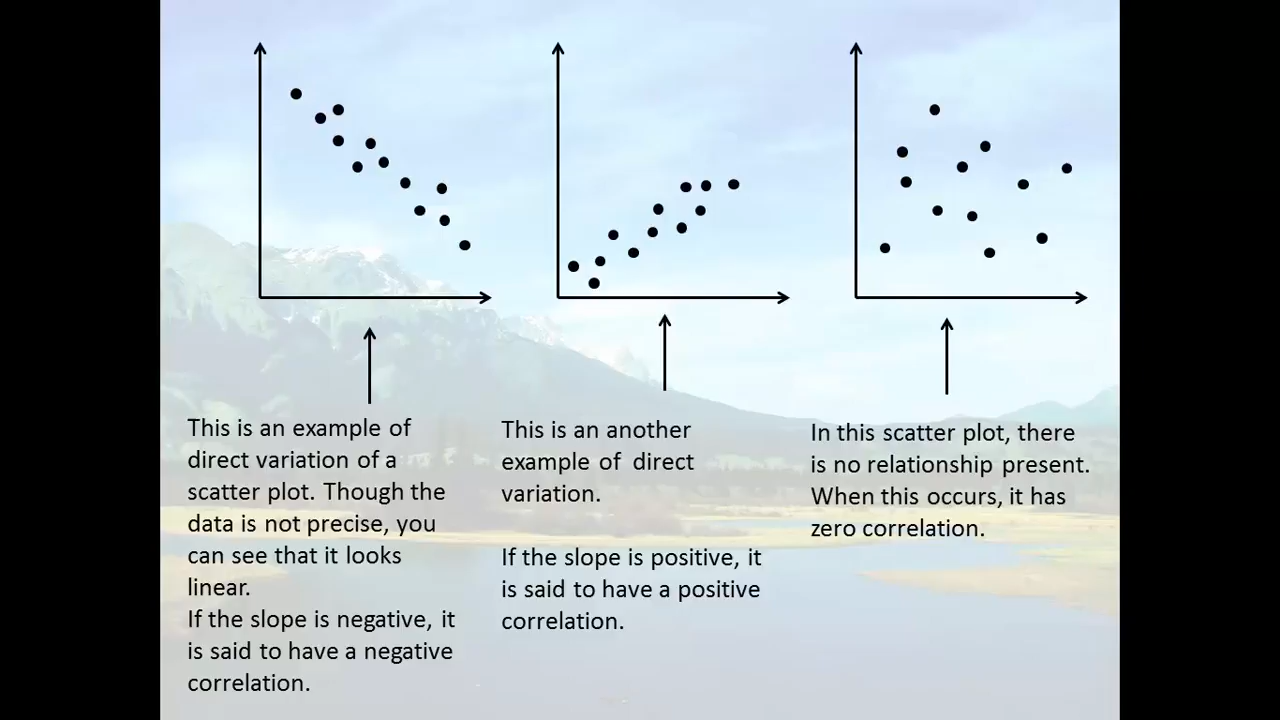 This is an example of
direct variation of a
scatter plot. Though the
data is not precise, you
can see that it looks
linear.
If the slope is negative, it
is said to have a negative
correlation.
This is an another
example of direct
variation.
If the slope is positive, it
is said to have a positive
correlation.
In this scatter plot, there
is no relationship present.
When this occurs, it has
zero correlation.